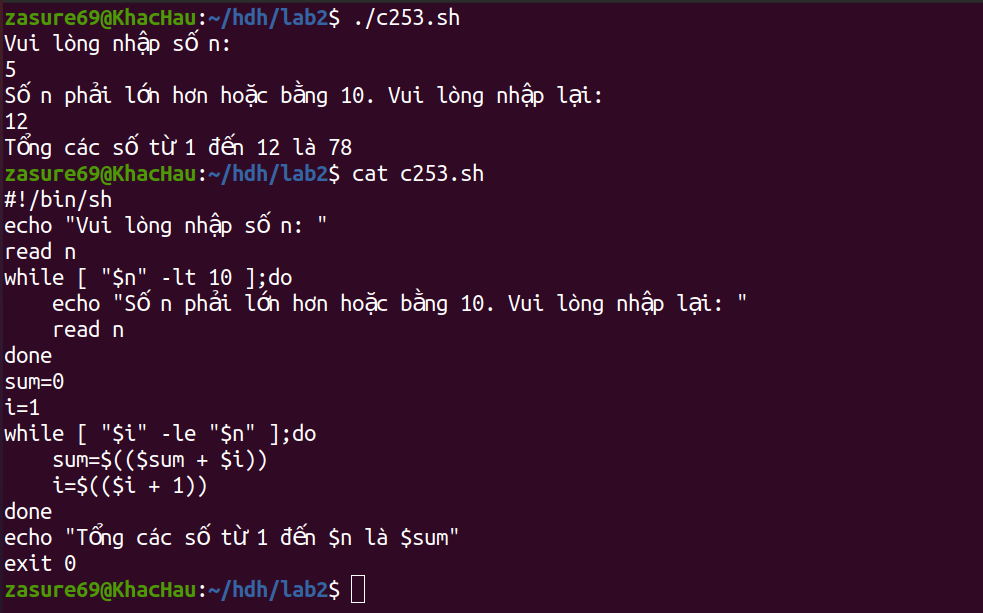 zasure69@KhacHau:~/hdh/lab2$ ./c253.sh
Vui lòng nhập số n:
5
Số n phải lớn hơn hoặc bằng 10. Vui lòng nhập lại:
12
Tổng các số từ 1 đến 12 là 78
zasure69@KhacHau:~/hdh/lab2$ cat c253.sh
#!/bin/sh
echo "Vui lòng nhập số n: "
read n
while [ "$n" -lt 10 ];do
    echo "Số n phải lớn hơn hoặc bằng 10. Vui lòng nhập lại: "
    read n
done
sum=0
i=1
while [ "$i" -le "$n" ];do
    sum=$(($sum + $i))
    i=$(($i + 1))
done
echo "Tổng các số từ 1 đến $n là $sum"
exit 0
zasure69@KhacHau:~/hdh/lab2$